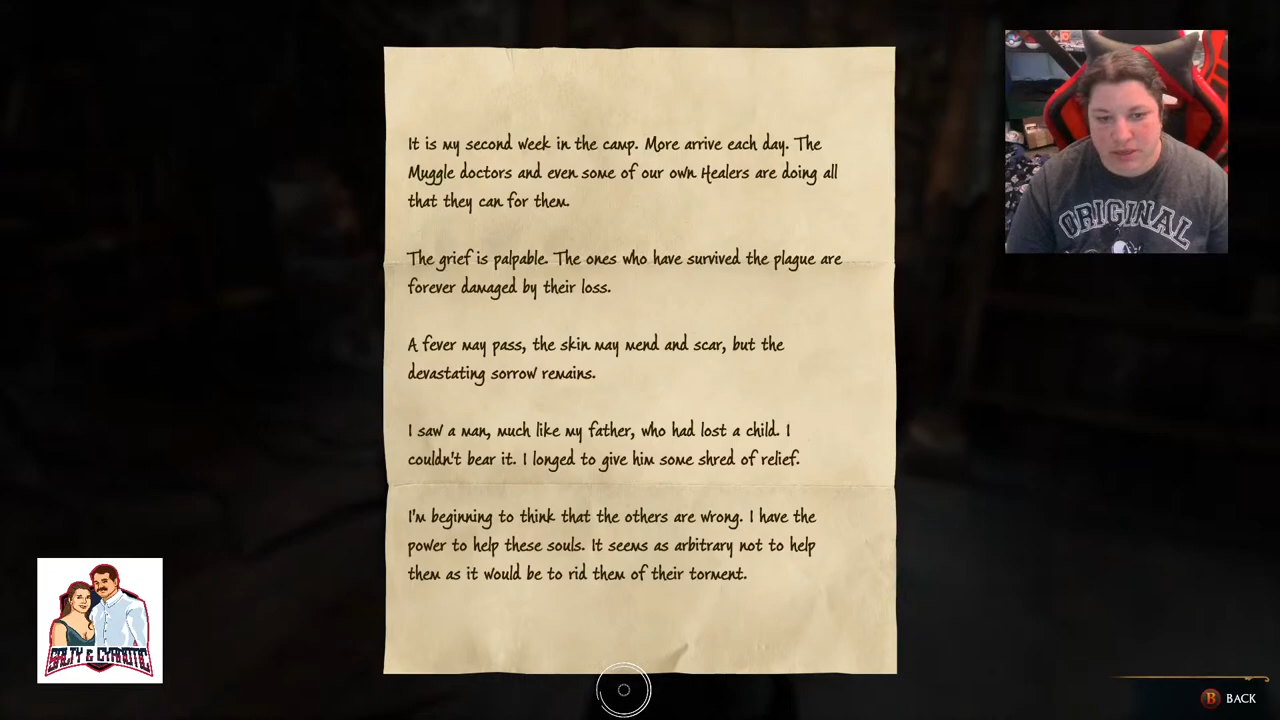 It is my second week in the camp. More arrive each day. The
Muggle doctors and even some of our own Healers are doing all
that they can for them.
The grief is palpable. The ones who have survived the plague are
forever damaged by their loss.
A fever may pass, the skin may mend and scar, but the
devastating sorrow remains.
I saw a man, much like my father, who had lost a child. I
couldn't bear it. I longed to give him some shred of relief.
I'm beginning to think that the others are wrong. I have the
power to help these souls. It seems as arbitrary not to help
them as it would be to rid them of their torment.
ORIGINAL
SALTY & CYANOTIC
B BACK